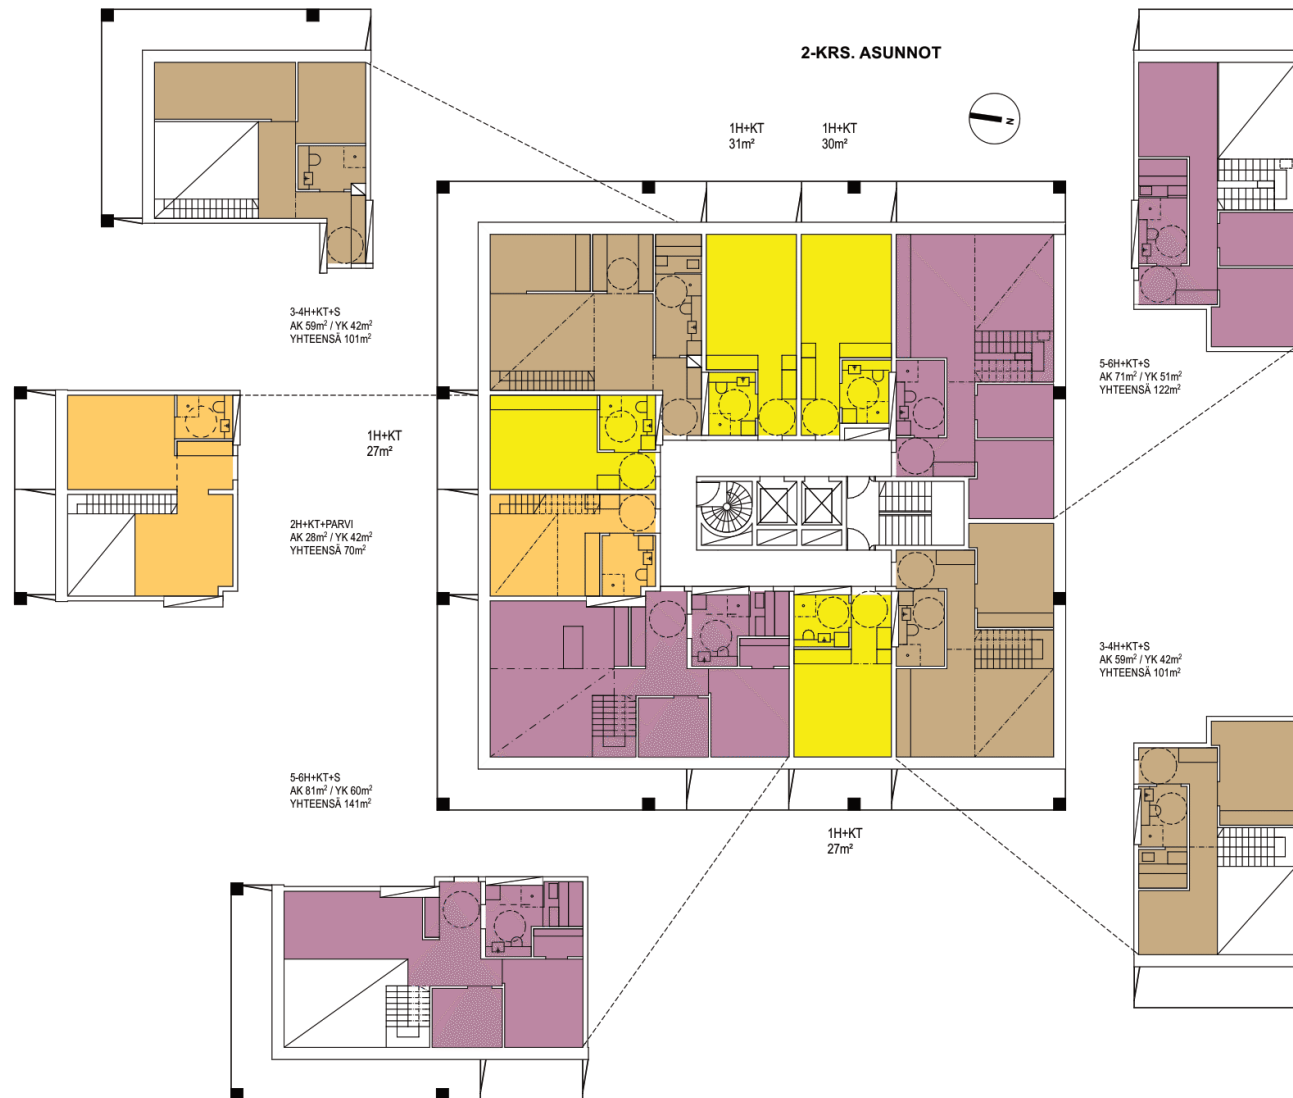 2-KRS. ASUNNOT
N
1H+KT
31m²
1H+KT
30m²
3-4H+KT+S
AK 59m² / YK 42m²
YHTEENSÄ 101m²
5-6H+KT+S
AK 71m² / YK 51m²
YHTEENSÄ 122m²
1H+KT
27m²
2H+KT+PARVI
AK 28m² / YK 42m²
YHTEENSÄ 70m²
3-4H+KT+S
AK 59m² / YK 42m²
YHTEENSÄ 101m²
5-6H+KT+S
AK 81m² / YK 60m²
YHTEENSÄ 141m²
1H+KT
27m²